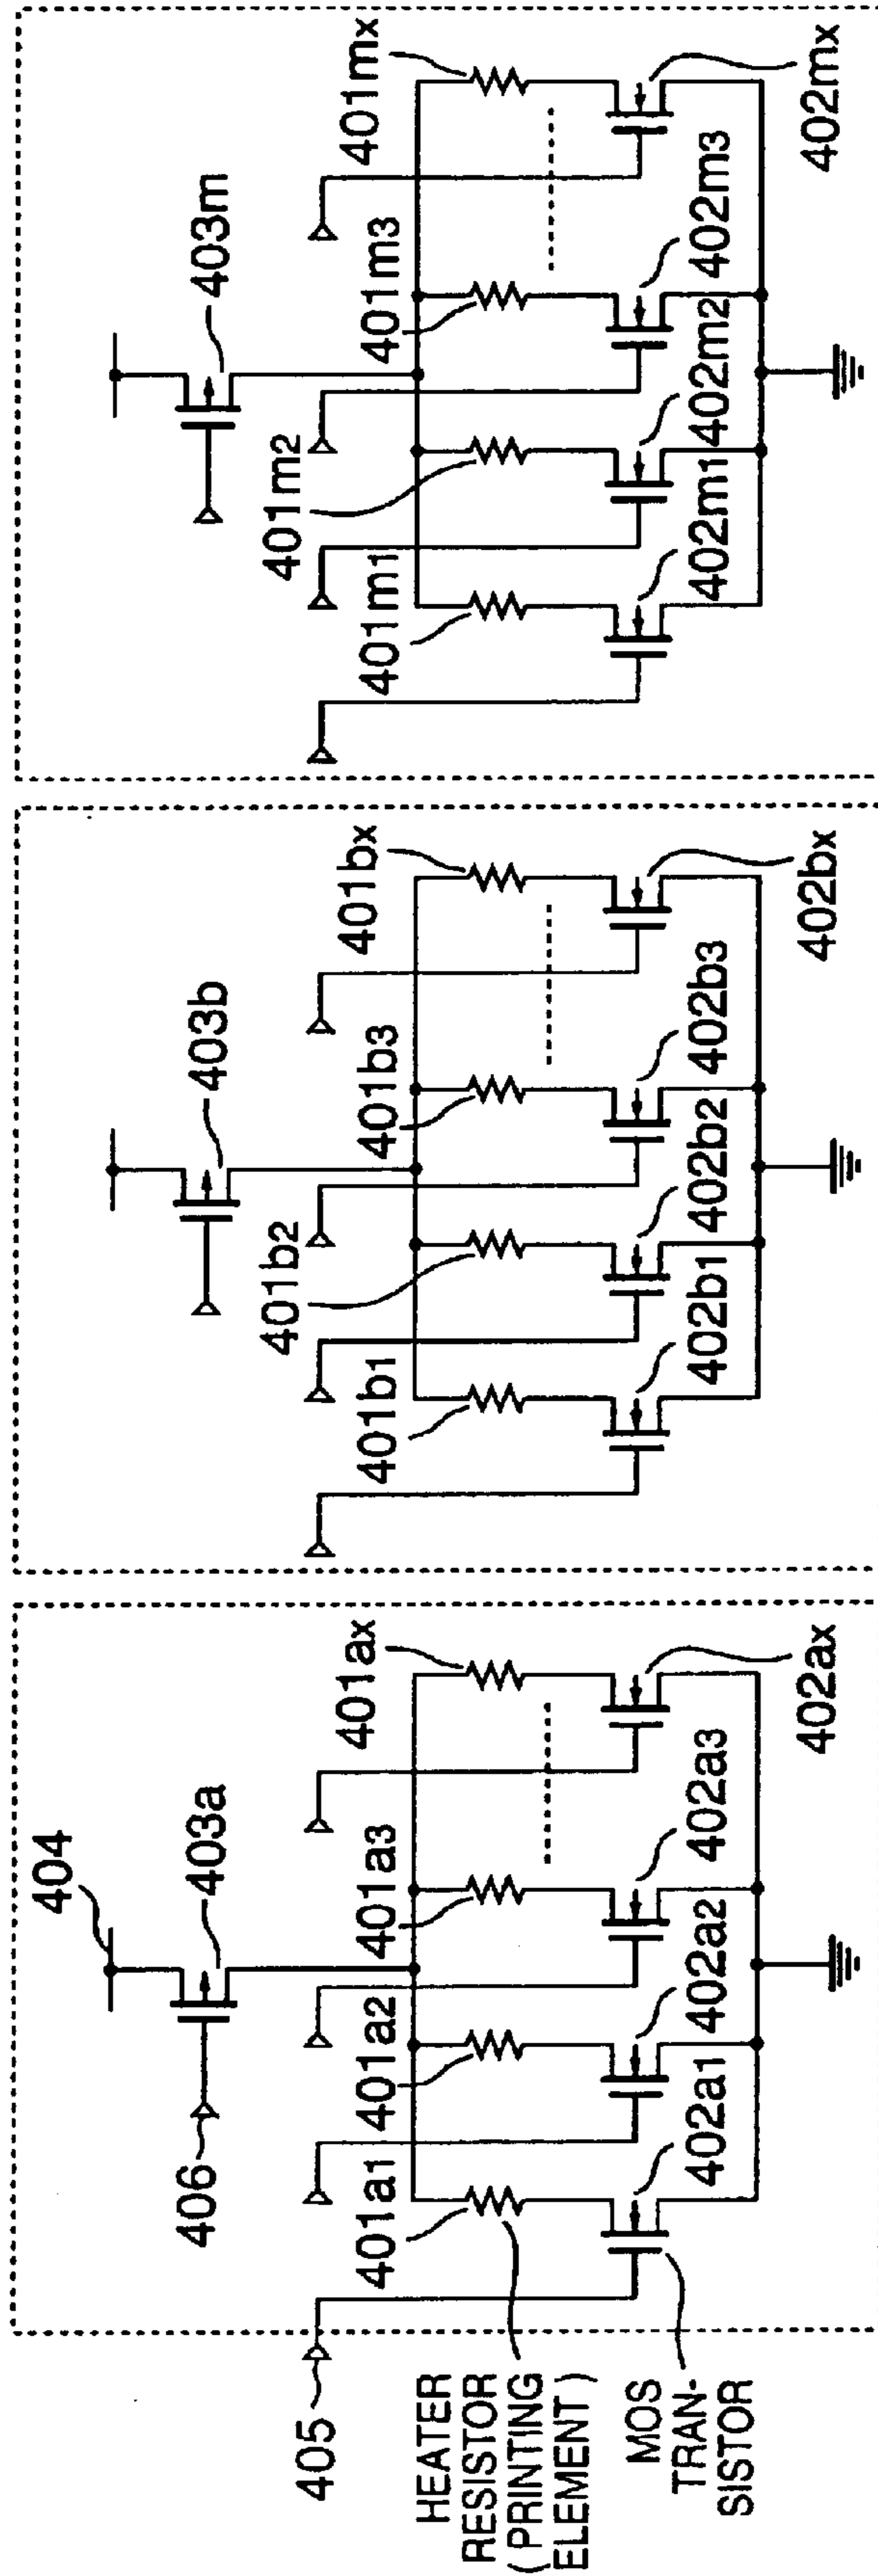 404
403a
406
405
401a1
401a2
401a3
401ax
402a1
402a2
402a3
402ax
HEATER
RESISTOR
(PRINTING
ELEMENT)
MOS
TRAN-
SISTOR
403b
401b1
401b2
401b3
401bx
402b1
402b2
402b3
402bx
403m
401m1
401m2
401m3
401mx
402m1
402m2
402m3
402mx